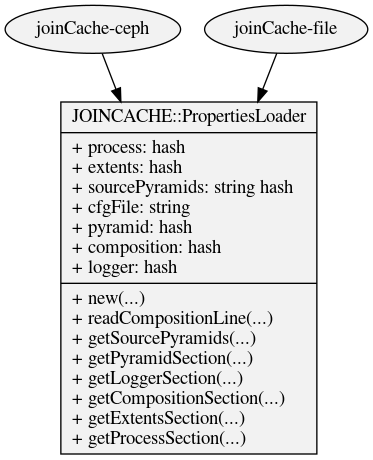 joinCache-ceph
joinCache-file
JOINCACHE::PropertiesLoader
+ process: hash
+ extents: hash
+ sourcePyramids: string hash
+ cfgFile: string
+ pyramid: hash
+ composition: hash
+ logger: hash
+ new(...)
+ readCompositionLine(...)
+ getSourcePyramids(...)
+ getPyramidSection(...)
+ getLoggerSection(...)
+ getCompositionSection(...)
+ getExtentsSection(...)
+ getProcessSection(...)